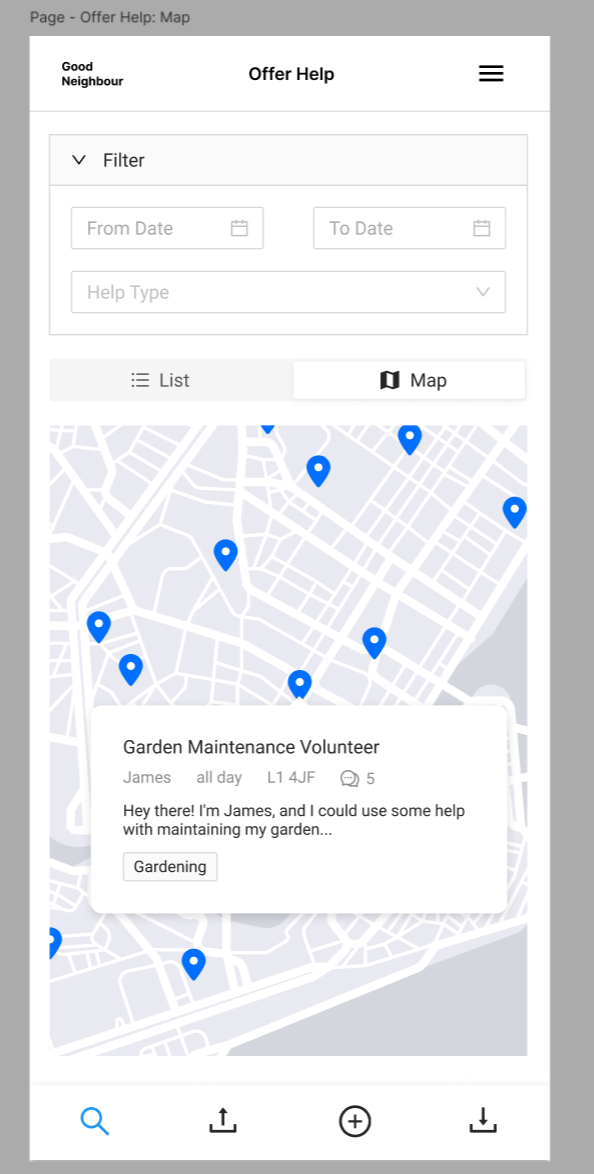 Page - Offer Help: Map
Good
Neighbour
Offer Help
Filter
From Date
To Date
Help Type
List
Map
Garden Maintenance Volunteer
James all day L1 4JF 5
Hey there! I'm James, and I could use some help
with maintaining my garden...
Gardening